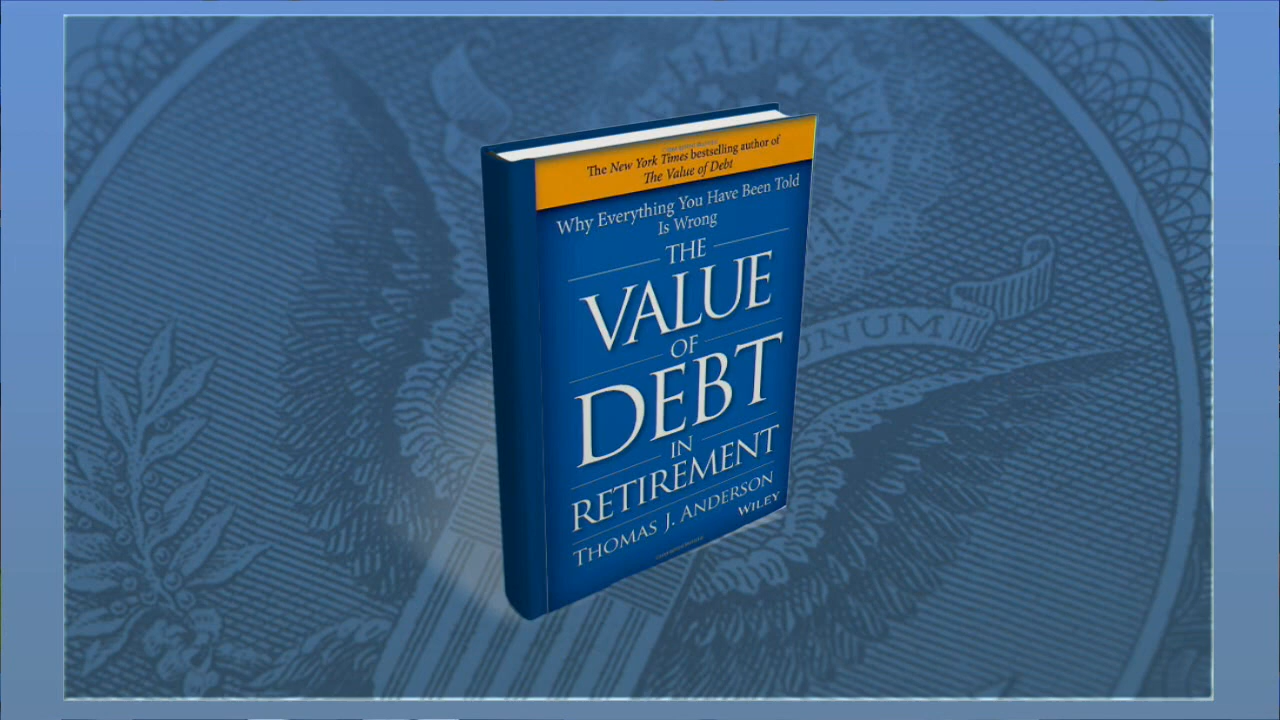 The New York Times bestselling author of
The Value of Debt
Why Everything You Have Been Told
Is Wrong
THE
VALUE
OF
DEBT
IN
RETIREMENT
THOMAS J. ANDERSON
WILEY
UNUM